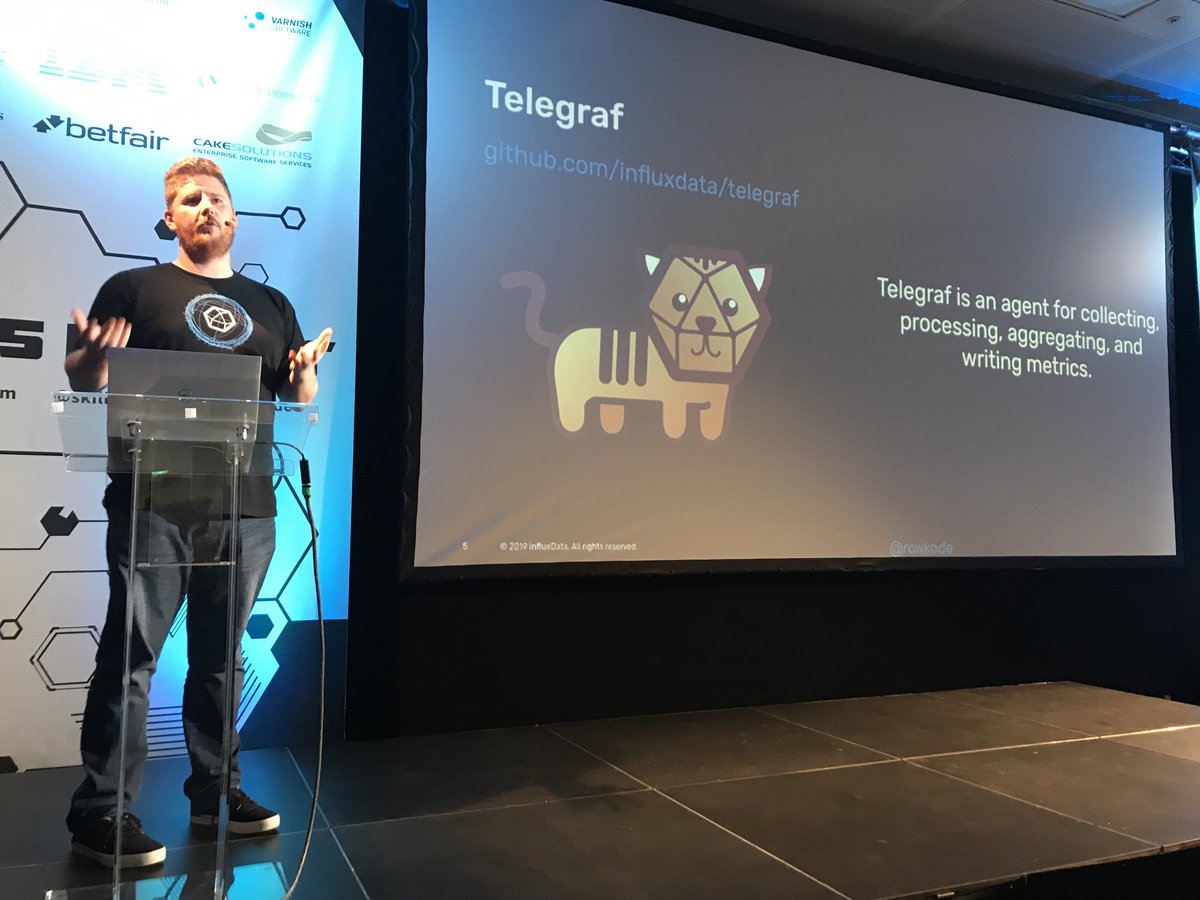 VARNISH
SOFTWARE
IBM
betfair
CAKESOLUTIONS
ENTERPRISE SOFTWARE SERVICES
Telegraf
github.com/influxdata/telegraf
Telegraf is an agent for collecting,
processing, aggregating, and
writing metrics.
5
© 2019 InfluxData. All rights reserved.
@rawkode